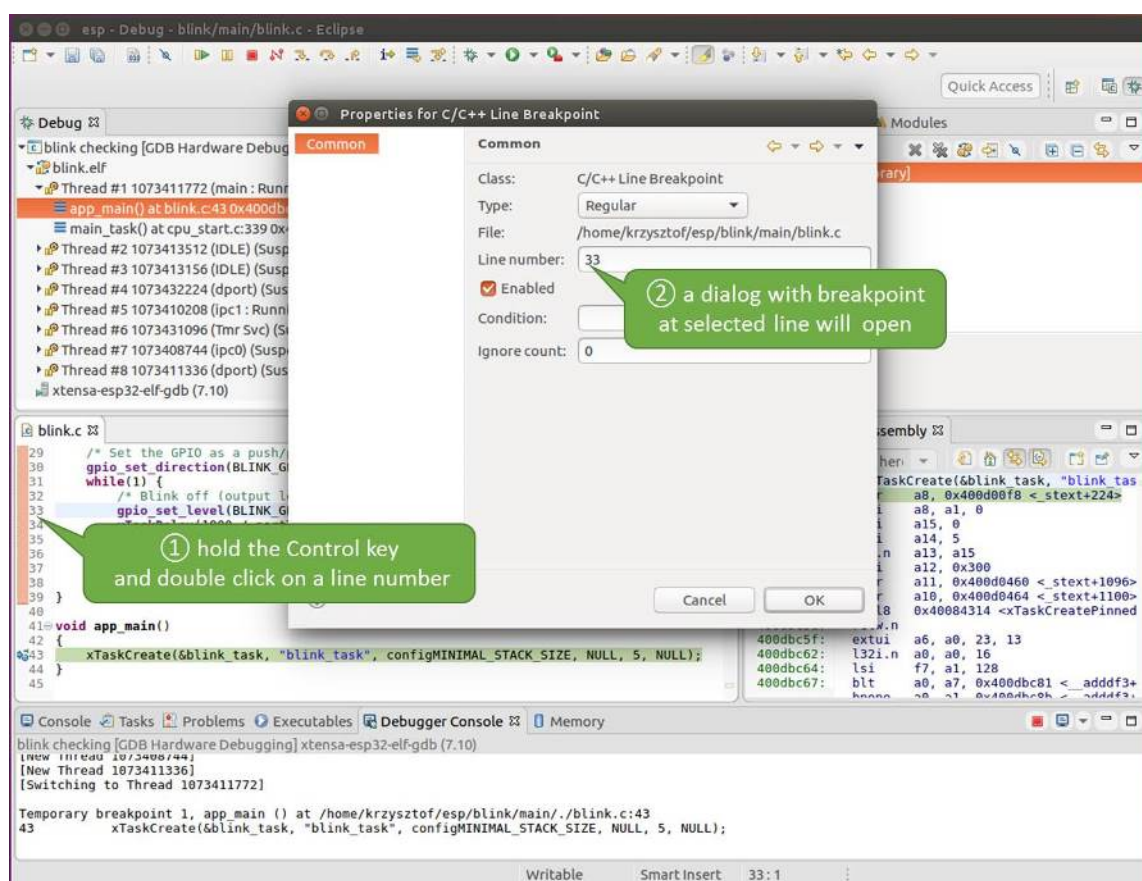 esp - Debug - blink/main/blink.c - Eclipse
Quick Access
Debug
blink checking [GDB Hardware Debug
blink.elf
Thread #1 1073411772 (main : Runn
app_main() at blink.c:43 0x400db
main_task() at cpu_start.c:339 0x4
Thread #2 1073413512 (IDLE) (Susp
Thread #3 1073413156 (IDLE) (Susp
Thread #4 1073432224 (dport) (Sus
Thread #5 1073410208 (ipc1 : Runni
Thread #6 1073431096 (Tmr Svc) (S
Thread #7 1073408744 (ipc0) (Susp
Thread #8 1073411336 (dport) (Sus
xtensa-esp32-elf-gdb (7.10)
Properties for C/C++ Line Breakpoint
Common
Common
Class: C/C++ Line Breakpoint
Type: Regular
File: /home/krzysztof/esp/blink/main/blink.c
Line number: 33
Enabled
Condition:
Ignore count: 0
Cancel OK
② a dialog with breakpoint
at selected line will open
Modules
rary]
blink.c
29 /* Set the GPIO as a push/
30 gpio_set_direction(BLINK_G
31 while(1) {
32 /* Blink off (output l
33 gpio_set_level(BLINK_G
34
35
36
37
38
39 }
40
41 void app_main()
42 {
43 xTaskCreate(&blink_task, "blink_task", configMINIMAL_STACK_SIZE, NULL, 5, NULL);
44 }
45
① hold the Control key
and double click on a line number
ssembly
her
TaskCreate(&blink_task, "blink_tas
r a8, 0x400d00f8 <_stext+224>
i a8, a1, 0
i a15, 0
i a14, 5
.n a13, a15
i a12, 0x300
r a11, 0x400d0460 <_stext+1096>
r a10, 0x400d0464 <_stext+1100>
l8 0x40084314 <xTaskCreatePinned
400dbc5f: extui a6, a0, 23, 13
400dbc62: l32i.n a0, a0, 16
400dbc64: lsi f7, a1, 128
400dbc67: blt a0, a7, 0x400dbc81 <__adddf3+
Console Tasks Problems Executables Debugger Console Memory
blink checking [GDB Hardware Debugging] xtensa-esp32-elf-gdb (7.10)
[New Thread 1073408744]
[New Thread 1073411336]
[Switching to Thread 1073411772]
Temporary breakpoint 1, app_main () at /home/krzysztof/esp/blink/main/./blink.c:43
43 xTaskCreate(&blink_task, "blink_task", configMINIMAL_STACK_SIZE, NULL, 5, NULL);
Writable Smart Insert 33 : 1